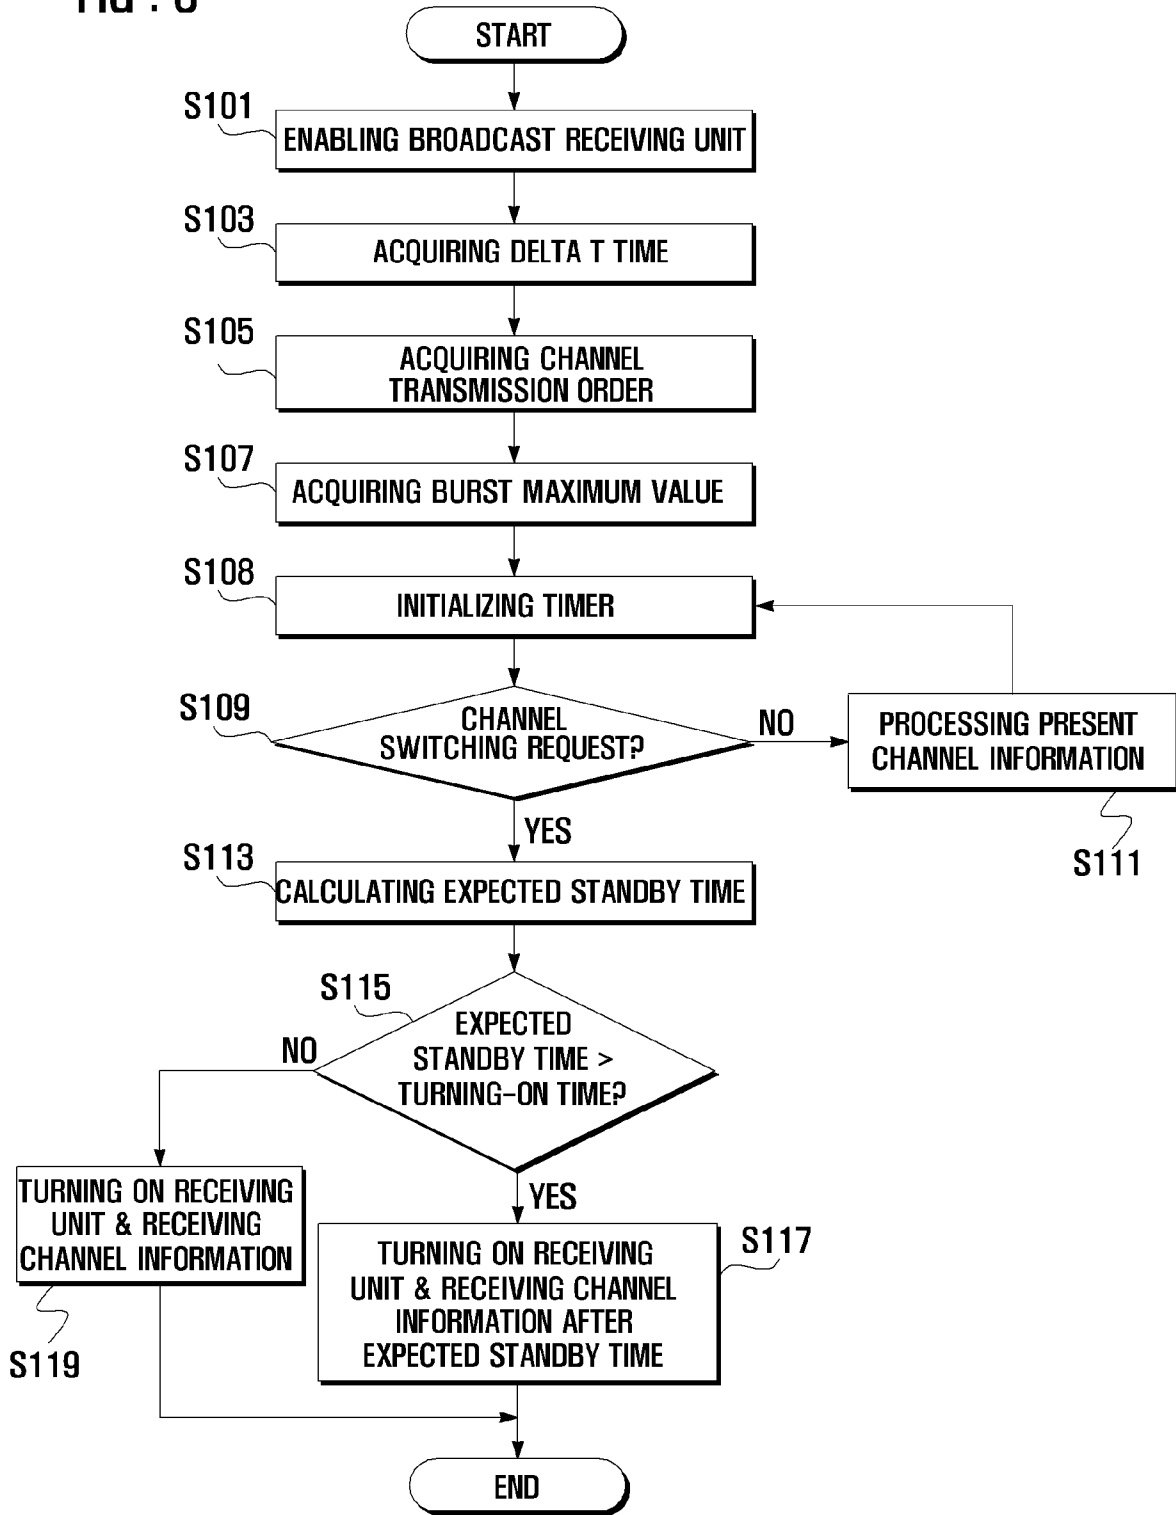 START
S101
ENABLING BROADCAST RECEIVING UNIT
S103
ACQUIRING DELTA T TIME
S105
ACQUIRING CHANNEL
TRANSMISSION ORDER
S107
ACQUIRING BURST MAXIMUM VALUE
S108
INITIALIZING TIMER
S109
CHANNEL
SWITCHING REQUEST?
NO
PROCESSING PRESENT
CHANNEL INFORMATION
S111
YES
S113
CALCULATING EXPECTED STANDBY TIME
S115
EXPECTED
STANDBY TIME >
TURNING-ON TIME?
NO
TURNING ON RECEIVING
UNIT & RECEIVING
CHANNEL INFORMATION
S119
YES
S117
TURNING ON RECEIVING
UNIT & RECEIVING CHANNEL
INFORMATION AFTER
EXPECTED STANDBY TIME
END